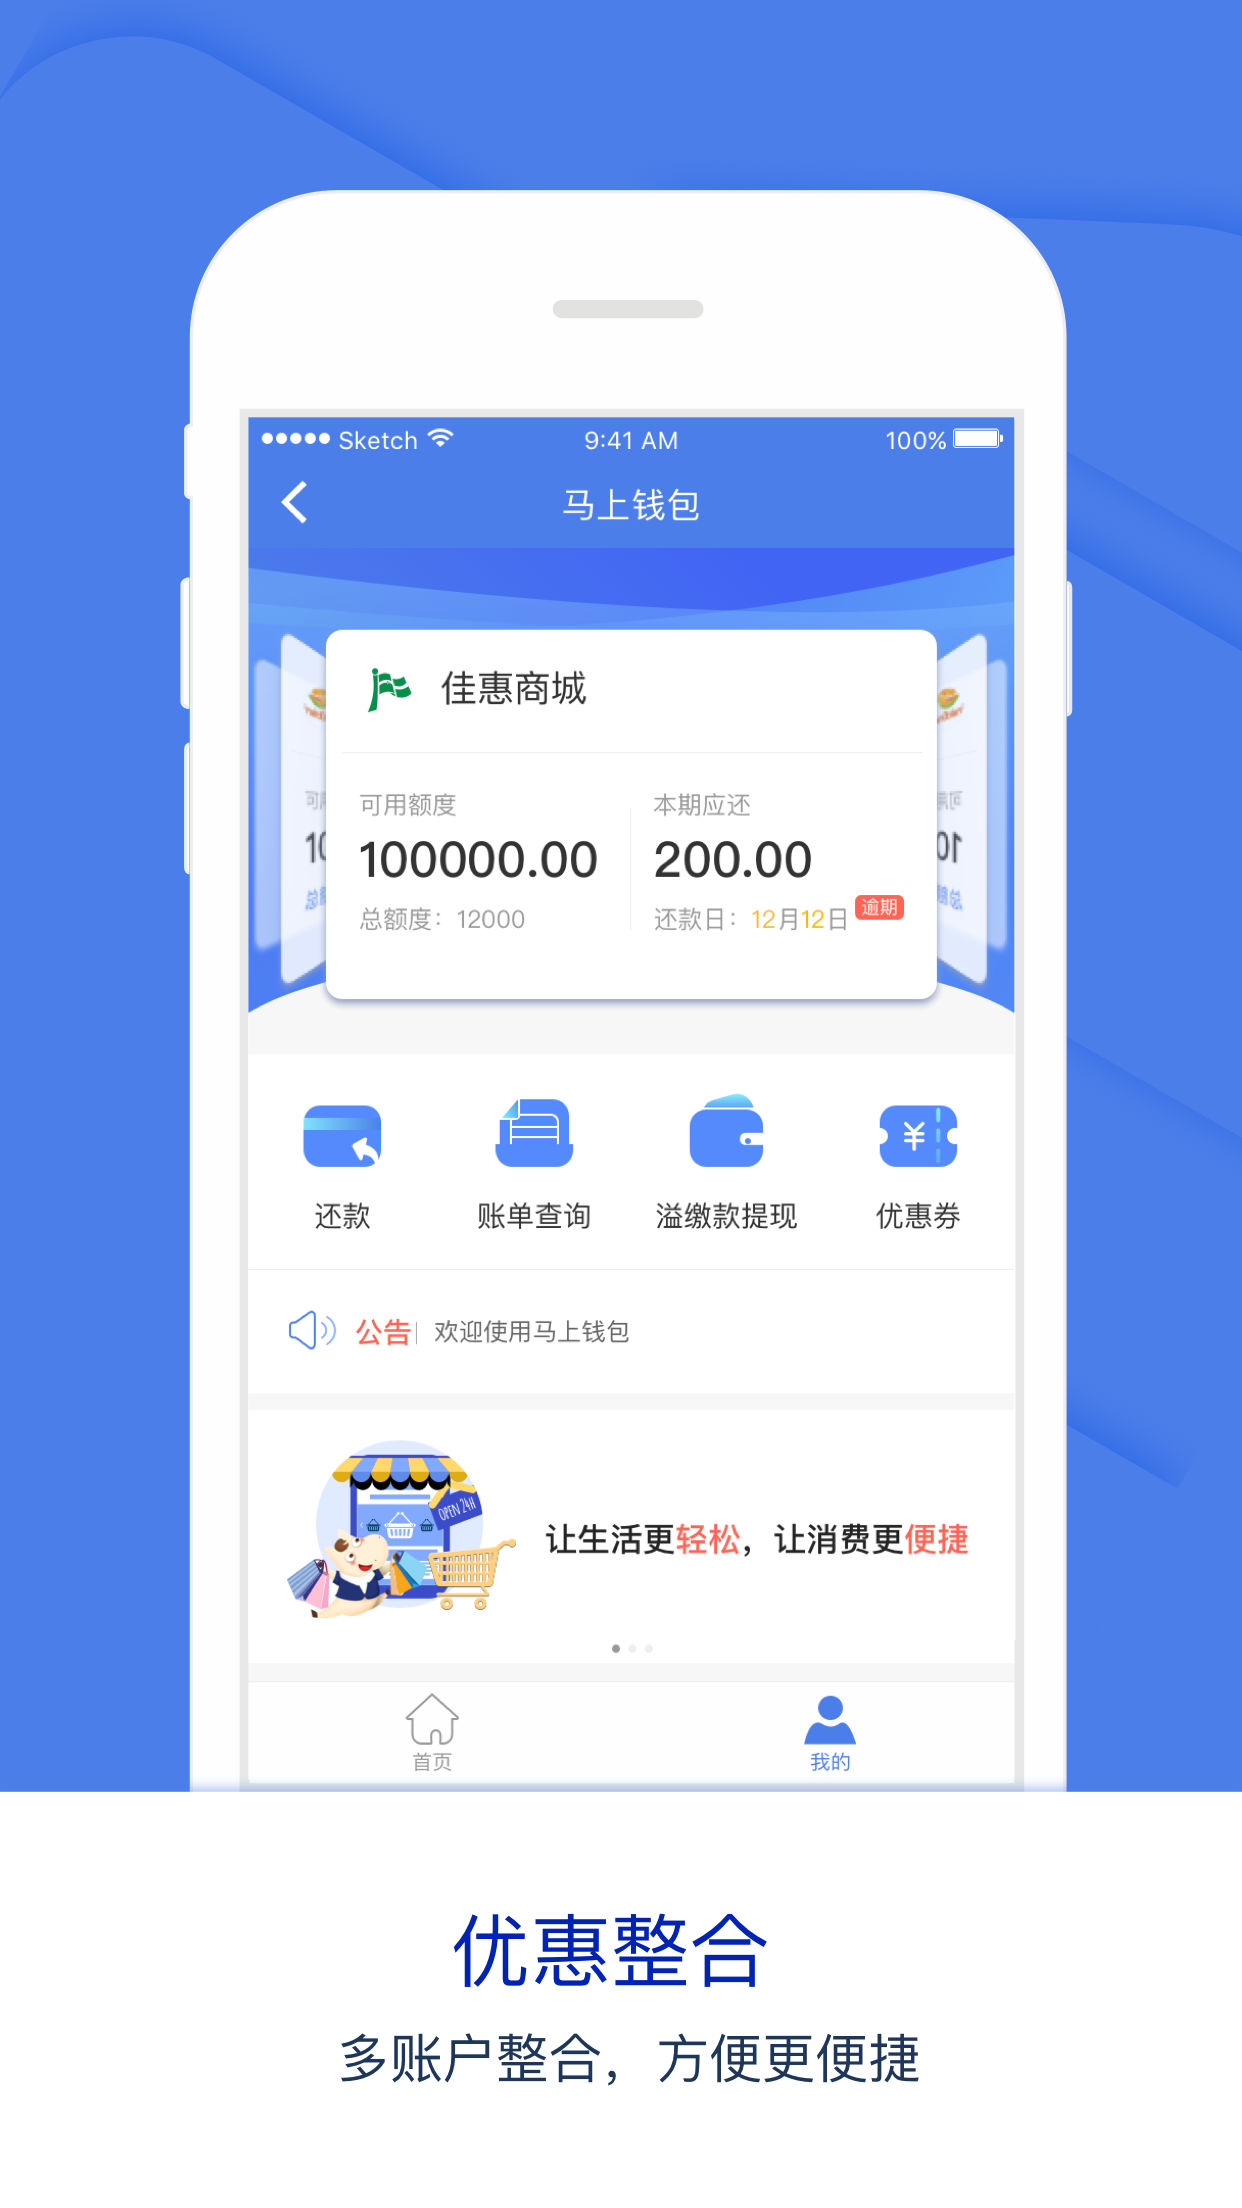 Sketch 9:41 AM 100%
马上钱包
佳惠商城
可用额度 本期应还
100000.00 200.00
总额度：12000 还款日：12月12日 逾期
还款 账单查询 溢缴款提现 优惠券
公告 欢迎使用马上钱包
OPEN 24H
让生活更轻松，让消费更便捷
首页 我的
优惠整合
多账户整合，方便更便捷